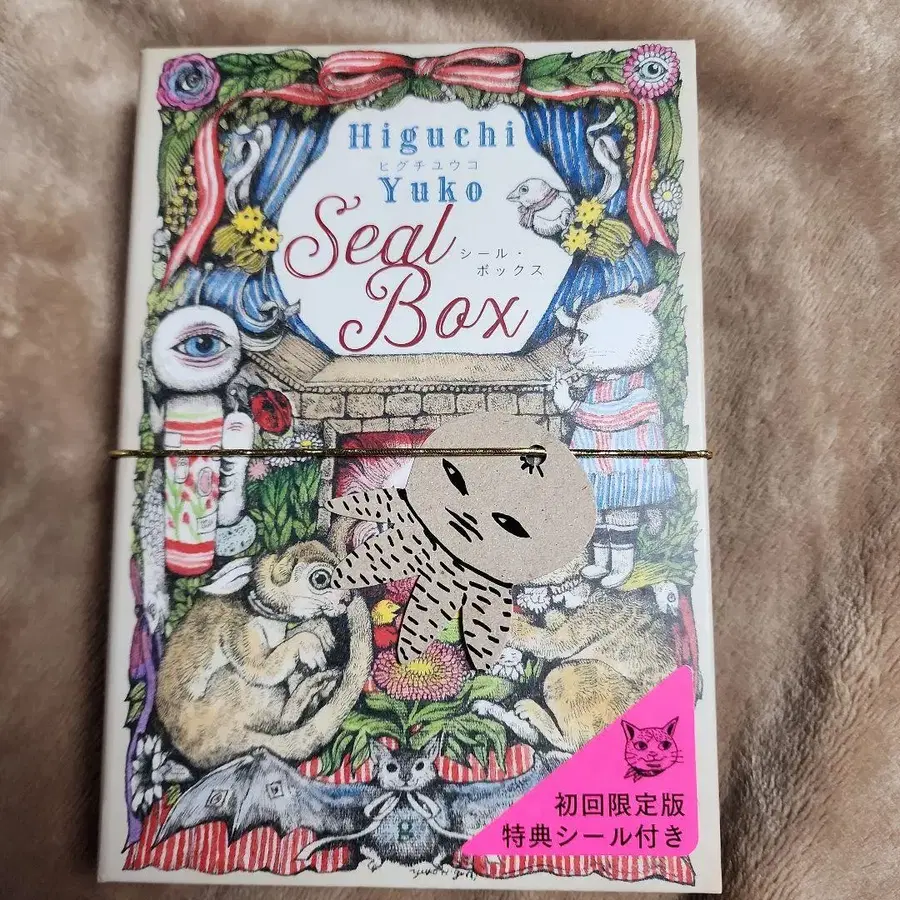 Higuchi
ヒグチユウコ
Yuko
Seal
シール・
ボックス
Box
g
初回限定版
特典シール付き